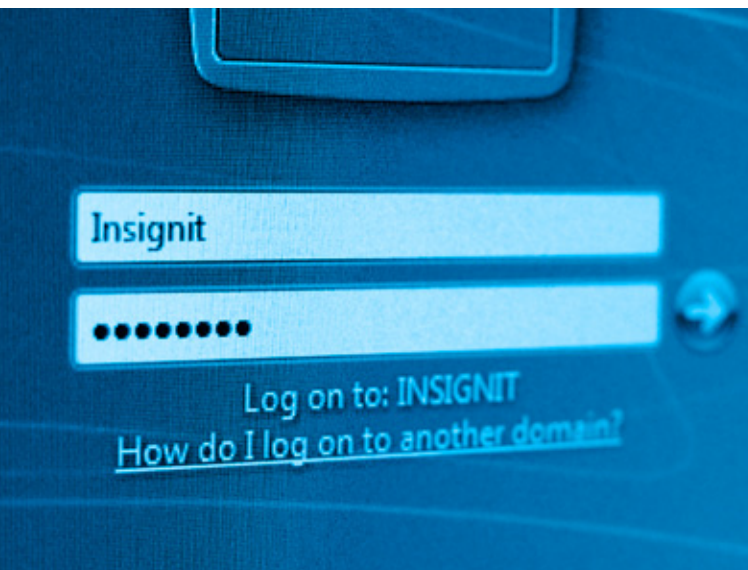 Insignit
••••••••
Log on to: INSIGNIT
How do I log on to another domain?